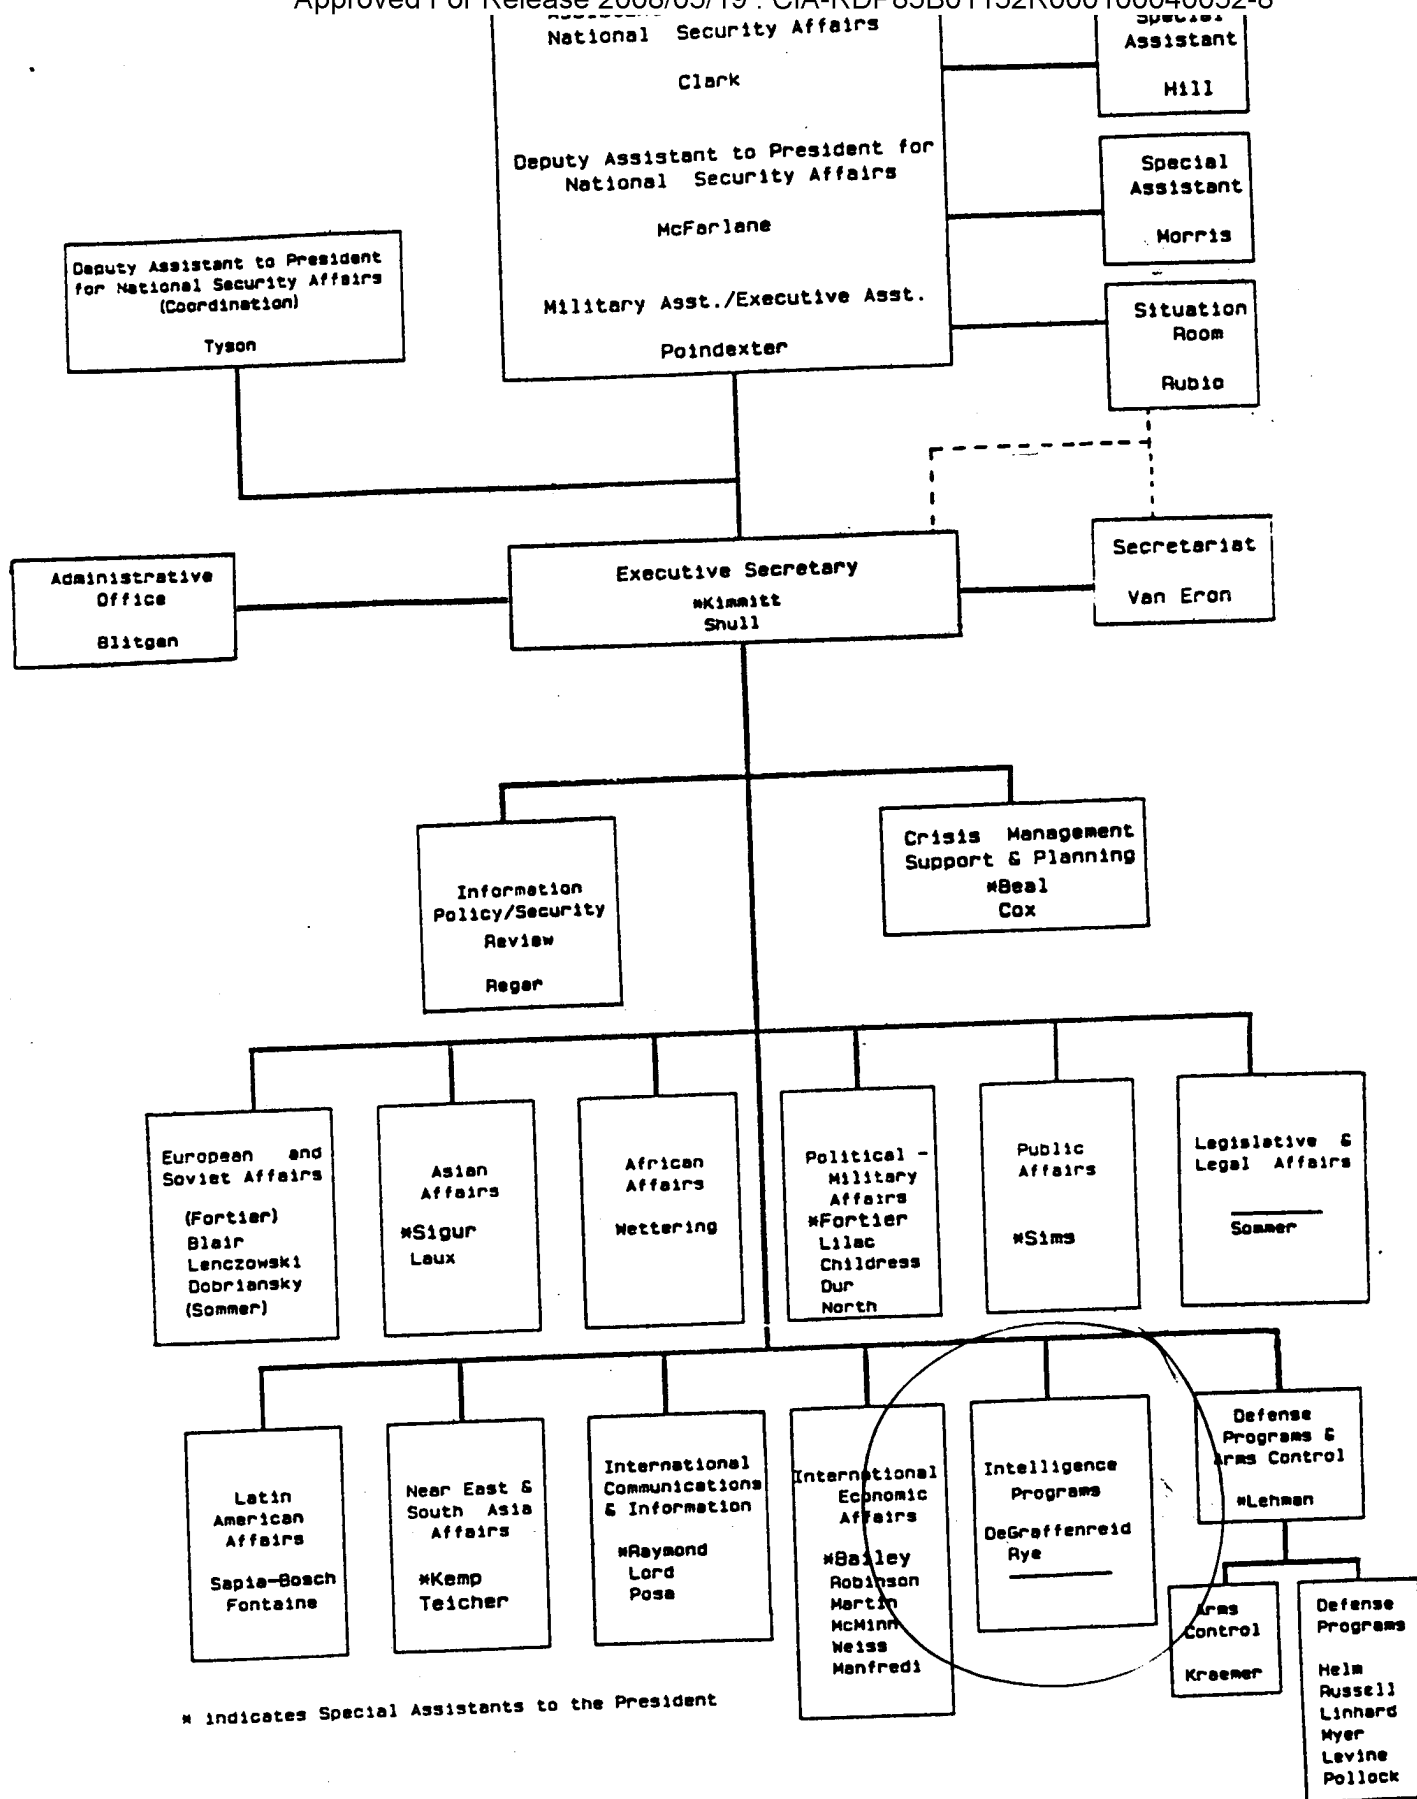 Approved For Release 2008/05/19 : CIA-RDP85B01152R000100040052-8
Assistant
National Security Affairs
Clark
Deputy Assistant to President for
National Security Affairs
McFarlane
Military Asst./Executive Asst.
Poindexter
Special
Assistant
Hill
Special
Assistant
Morris
Situation
Room
Rubio
Deputy Assistant to President
for National Security Affairs
(Coordination)
Tyson
Administrative
Office
Blitgen
Executive Secretary
*Kimmitt
Shull
Secretariat
Van Eron
Information
Policy/Security
Review
Reger
Crisis Management
Support & Planning
*Beal
Cox
European and
Soviet Affairs
(Fortier)
Blair
Lenczowski
Dobriansky
(Sommer)
Asian
Affairs
*Sigur
Laux
African
Affairs
Wettering
Political -
Military
Affairs
*Fortier
Lilac
Childress
Dur
North
Public
Affairs
*Sims
Legislative &
Legal Affairs
Sommer
Latin
American
Affairs
Sapia-Bosch
Fontaine
Near East &
South Asia
Affairs
*Kemp
Teicher
International
Communications
& Information
*Raymond
Lord
Posa
International
Economic
Affairs
*Bailey
Robinson
Martin
McMinn
Weiss
Manfredi
Intelligence
Programs
DeGraffenreid
Rye
Defense
Programs &
Arms Control
*Lehman
Arms
Control
Kraemer
Defense
Programs
Helm
Russell
Linhard
Myer
Levine
Pollock
* indicates Special Assistants to the President